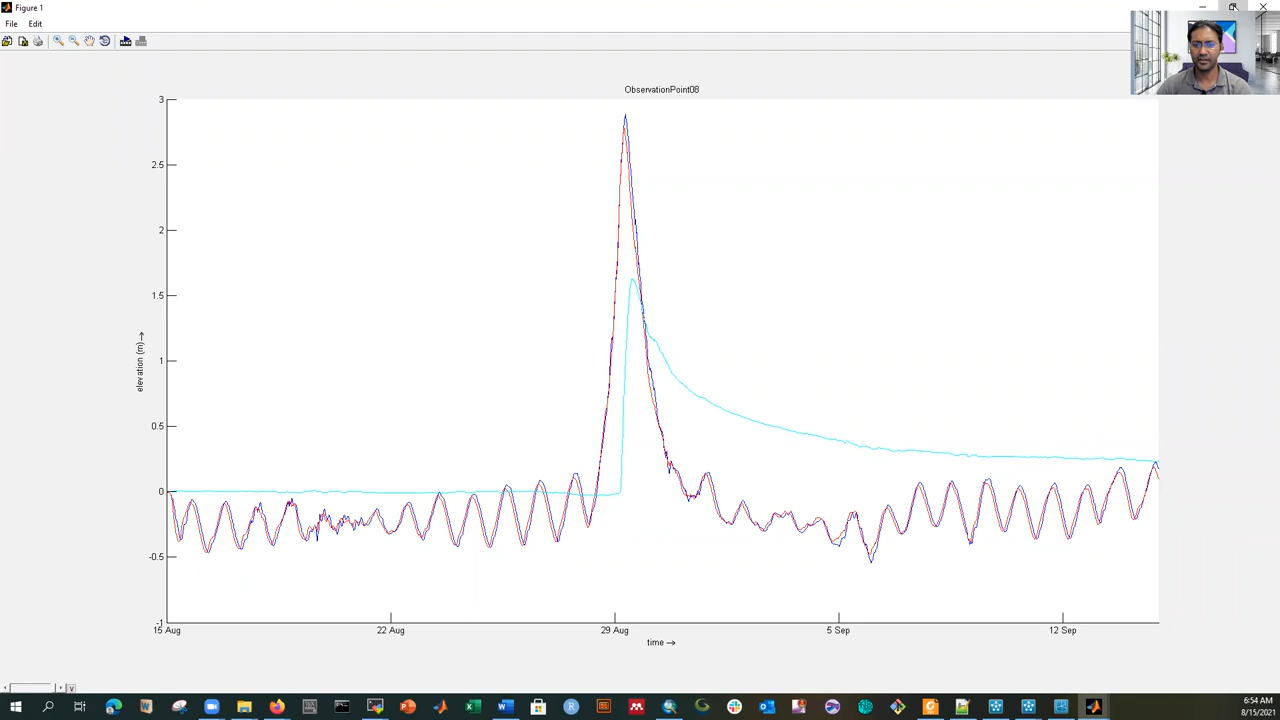 Figure 1
File Edit
ObservationPoint08
3
2.5
2
1.5
1
0.5
0
-0.5
-1
elevation (m)→
15 Aug 22 Aug 29 Aug 5 Sep 12 Sep
time →
v
6:54 AM
8/15/2021